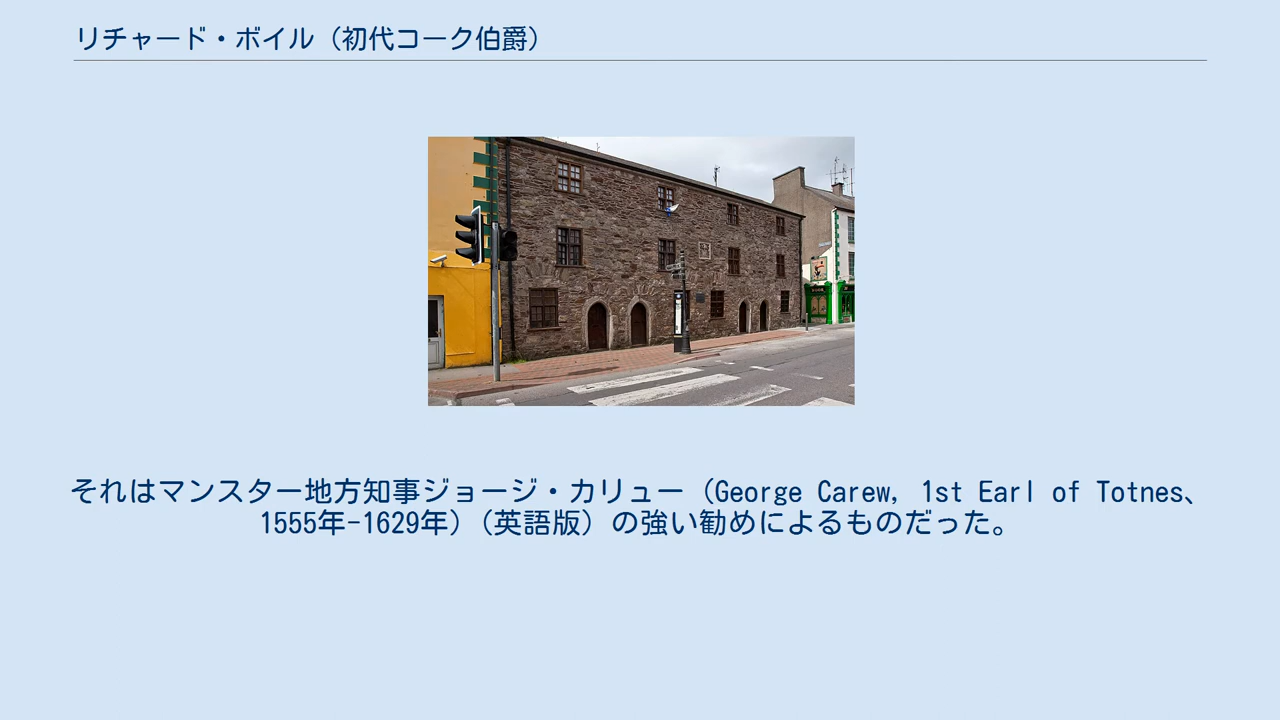 リチャード・ボイル（初代コーク伯爵）
それはマンスター地方知事ジョージ・カリュー（George Carew, 1st Earl of Totnes、
1555年-1629年）（英語版）の強い勧めによるものだった。